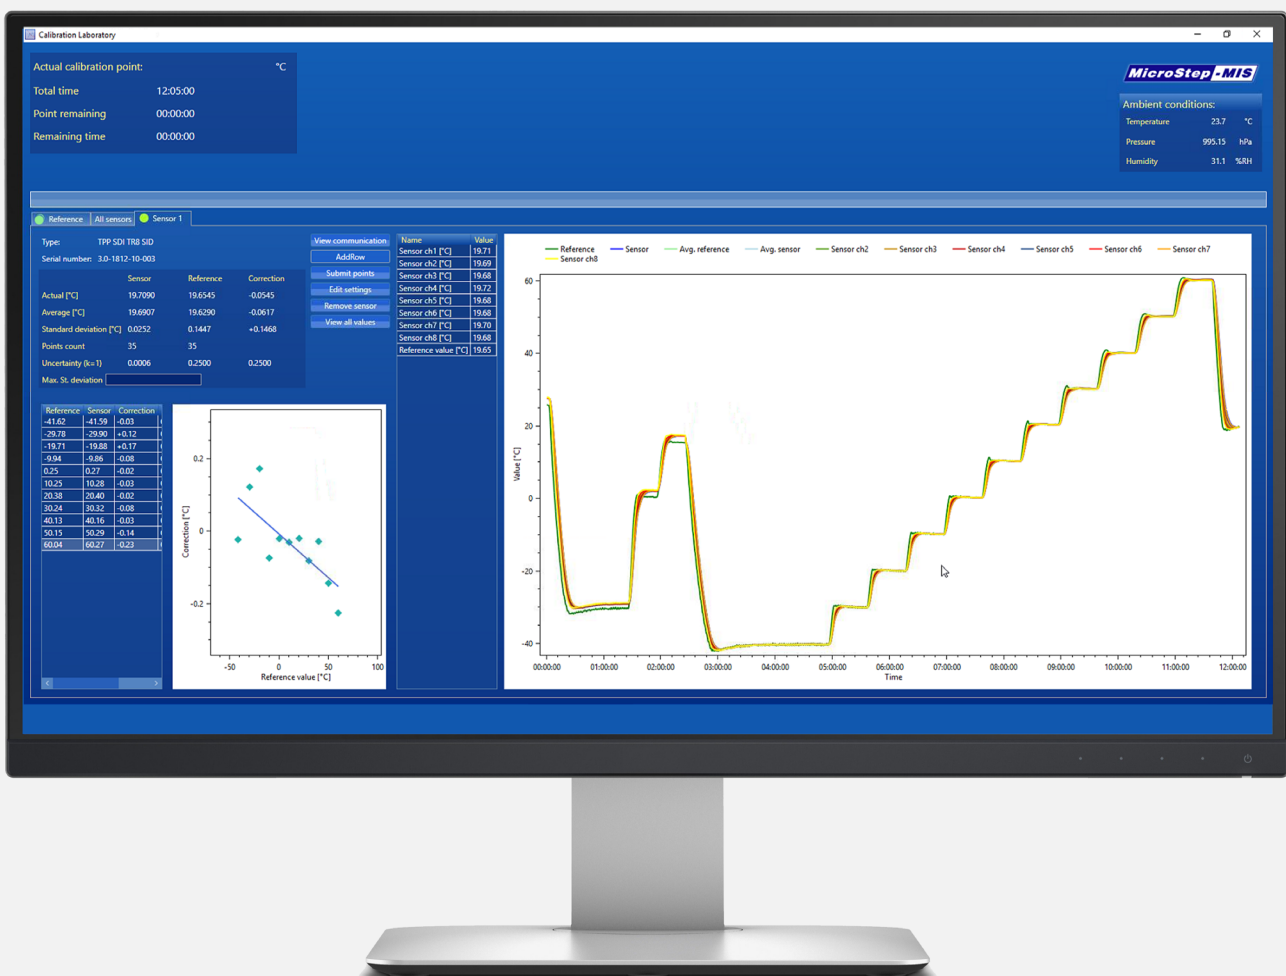 Calibration Laboratory
Actual calibration point: °C
Total time 12:05:00
Point remaining 00:00:00
Remaining time 00:00:00
MicroStep-MIS
Ambient conditions:
Temperature 23.7 °C
Pressure 995.15 hPa
Humidity 31.1 %RH
Reference All sensors Sensor 1
Type: TPP SDI TR8 SID
Serial number: 3.0-1812-10-003
Sensor Reference Correction
Actual [°C] 19.7090 19.6545 -0.0545
Average [°C] 19.6907 19.6290 -0.0617
Standard deviation [°C] 0.0252 0.1447 +0.1468
Points count 35 35
Uncertainty (k=1) 0.0006 0.2500 0.2500
Max. St. deviation
View communication
AddRow
Submit points
Edit settings
Remove sensor
View all values
Name Value
Sensor ch1 [°C] 19.71
Sensor ch2 [°C] 19.69
Sensor ch3 [°C] 19.68
Sensor ch4 [°C] 19.72
Sensor ch5 [°C] 19.68
Sensor ch6 [°C] 19.68
Sensor ch7 [°C] 19.70
Sensor ch8 [°C] 19.68
Reference value [°C] 19.65
Reference Sensor Correction
-41.62 -41.59 -0.03
-29.78 -29.90 +0.12
-19.71 -19.88 +0.17
-9.94 -9.86 -0.08
0.25 0.27 -0.02
10.25 10.28 -0.03
20.38 20.40 -0.02
30.24 30.32 -0.08
40.13 40.16 -0.03
50.15 50.29 -0.14
60.04 60.27 -0.23
Correction [°C]
0.2
0
-0.2
-50 0 50 100
Reference value [°C]
Reference Sensor Avg. reference Avg. sensor Sensor ch2 Sensor ch3 Sensor ch4 Sensor ch5 Sensor ch6 Sensor ch7
Sensor ch8
Value [°C]
60
40
20
0
-20
-40
00:00:00 01:00:00 02:00:00 03:00:00 04:00:00 05:00:00 06:00:00 07:00:00 08:00:00 09:00:00 10:00:00 11:00:00 12:00:00
Time